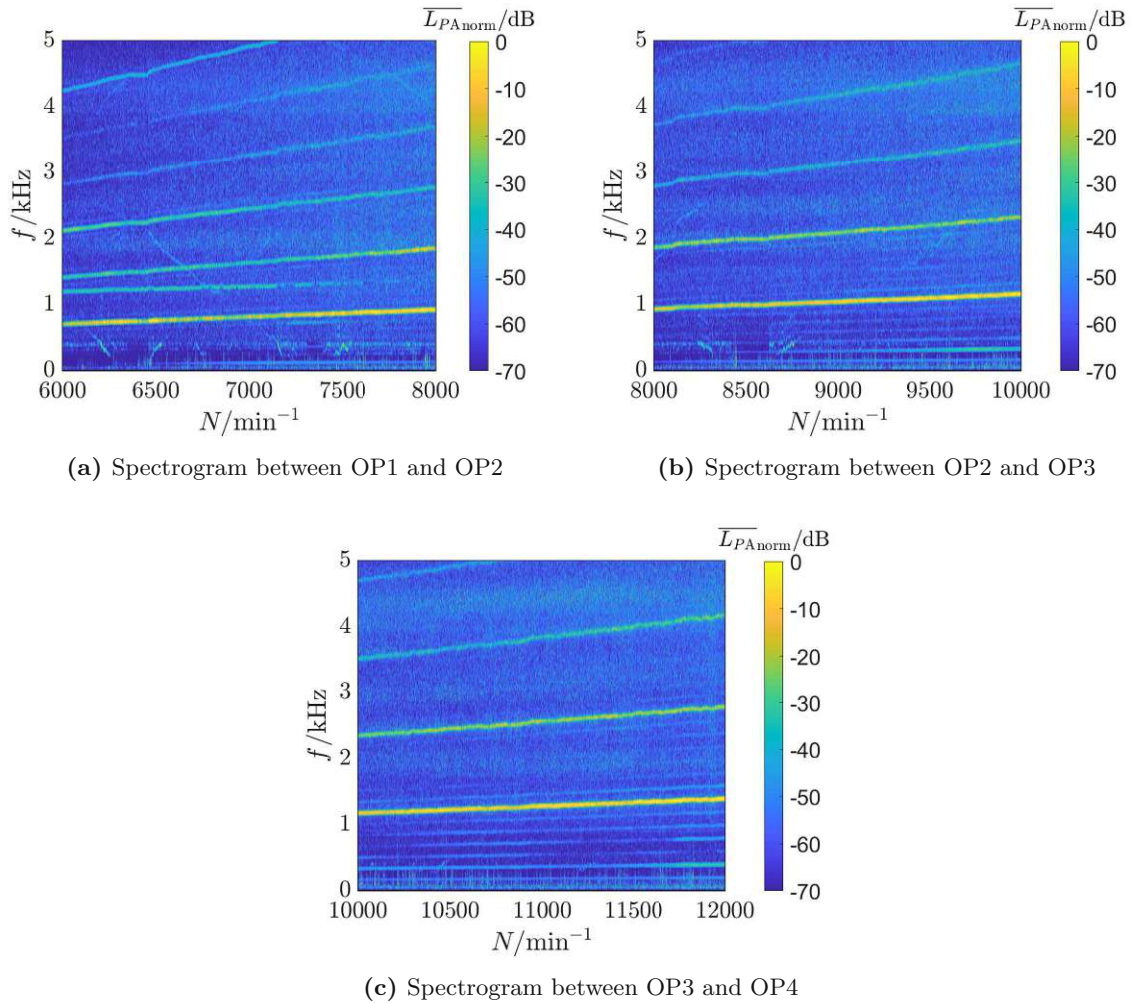 L_PAnorm/dB
5
4
3
2
1
0
f/kHz
6000 6500 7000 7500 8000
N/min⁻¹
0
-10
-20
-30
-40
-50
-60
-70
(a) Spectrogram between OP1 and OP2
L_PAnorm/dB
5
4
3
2
1
0
f/kHz
8000 8500 9000 9500 10000
N/min⁻¹
0
-10
-20
-30
-40
-50
-60
-70
(b) Spectrogram between OP2 and OP3
L_PAnorm/dB
5
4
3
2
1
0
f/kHz
10000 10500 11000 11500 12000
N/min⁻¹
0
-10
-20
-30
-40
-50
-60
-70
(c) Spectrogram between OP3 and OP4